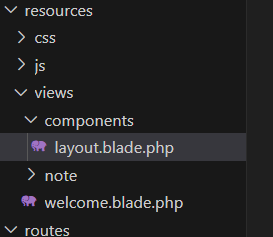 resources
css
js
views
components
layout.blade.php
note
welcome.blade.php
routes